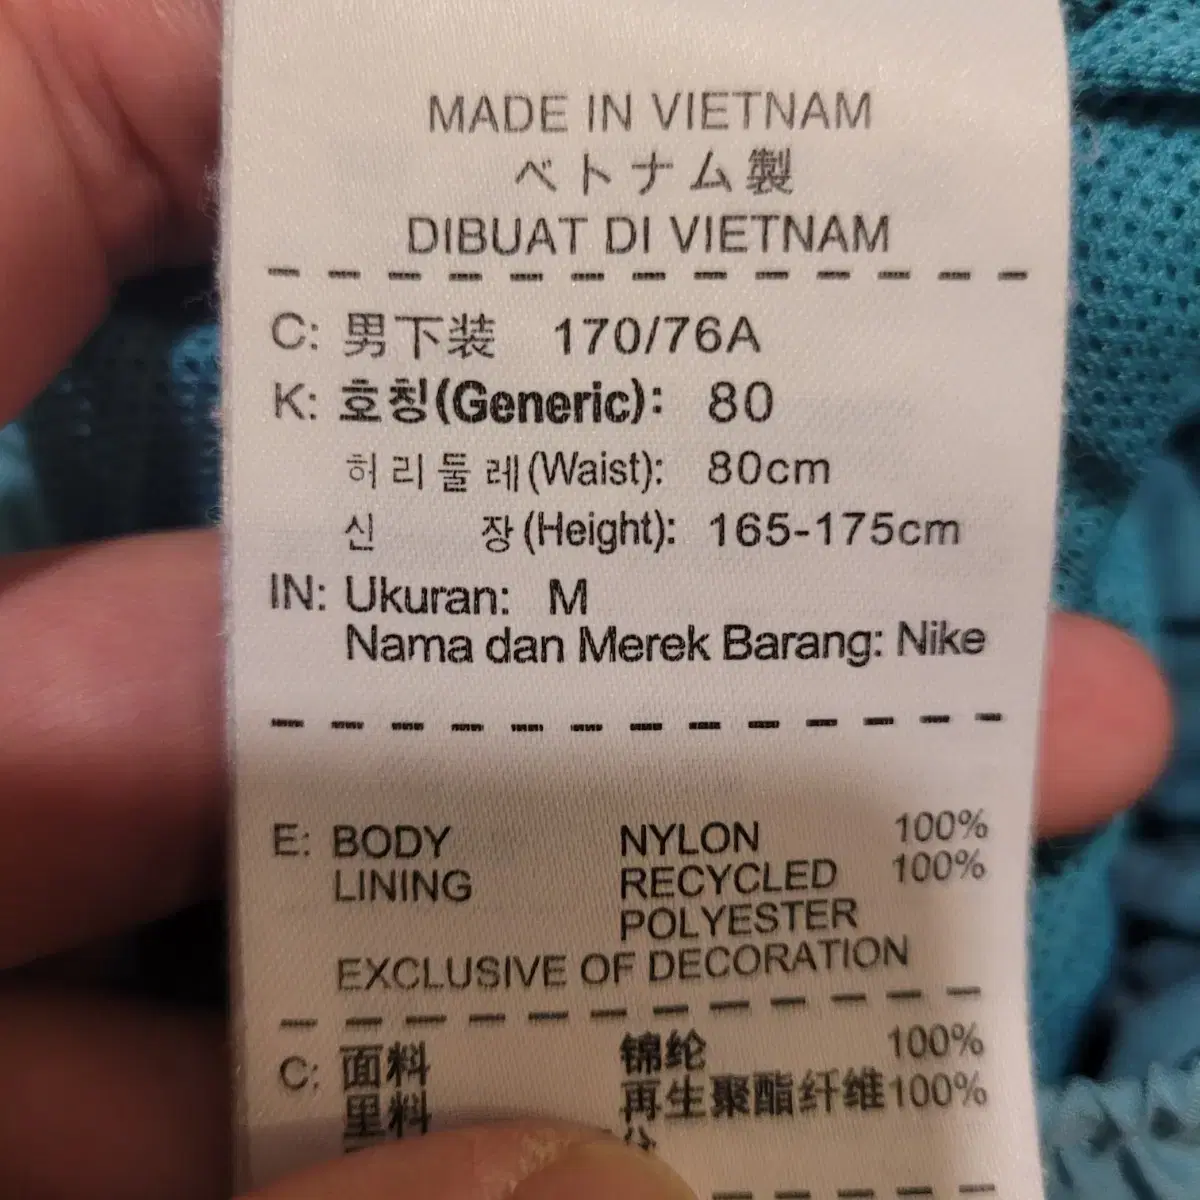 MADE IN VIETNAM
ベトナム製
DIBUAT DI VIETNAM
C: 男下装 170/76A
K: 호칭(Generic): 80
허리둘레(Waist): 80cm
신 장(Height): 165-175cm
IN: Ukuran: M
Nama dan Merek Barang: Nike
E: BODY NYLON 100%
LINING RECYCLED 100%
POLYESTER
EXCLUSIVE OF DECORATION
C: 面料 锦纶 100%
里料 再生聚酯纤维100%